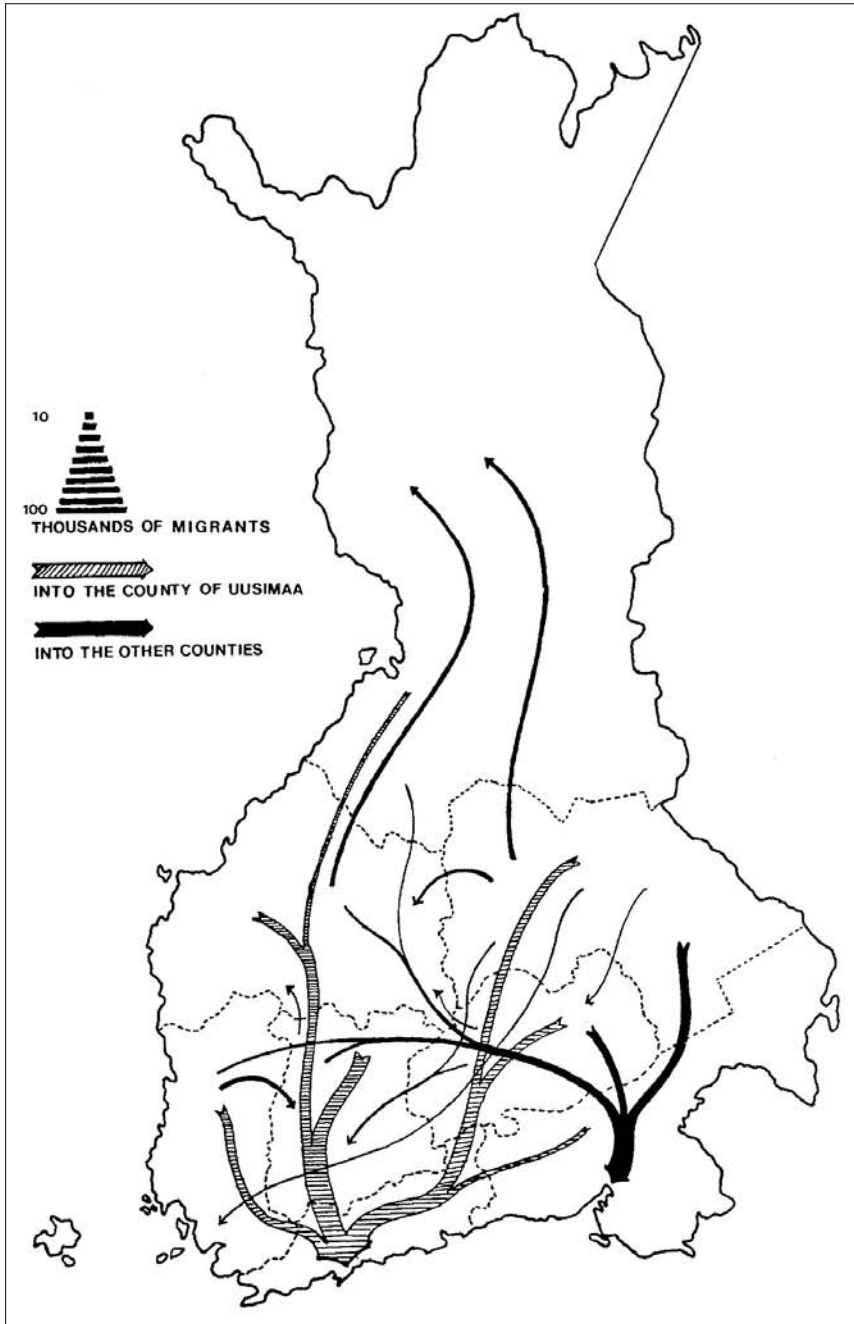 10
100
THOUSANDS OF MIGRANTS
INTO THE COUNTY OF UUSIMAA
INTO THE OTHER COUNTIES